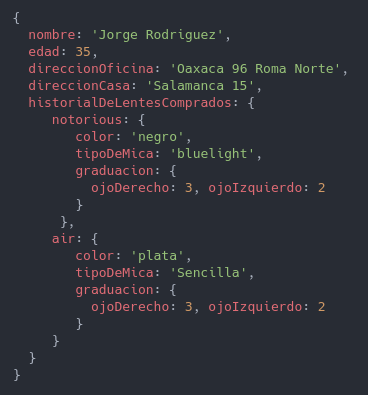 {
  nombre: 'Jorge Rodriguez',
  edad: 35,
  direccionOficina: 'Oaxaca 96 Roma Norte',
  direccionCasa: 'Salamanca 15',
  historialDeLentesComprados: {
     notorious: {
        color: 'negro',
        tipoDeMica: 'bluelight',
        graduacion: {
          ojoDerecho: 3, ojoIzquierdo: 2
        }
      },
     air: {
        color: 'plata',
        tipoDeMica: 'Sencilla',
        graduacion: {
          ojoDerecho: 3, ojoIzquierdo: 2
        }
     }
  }
}